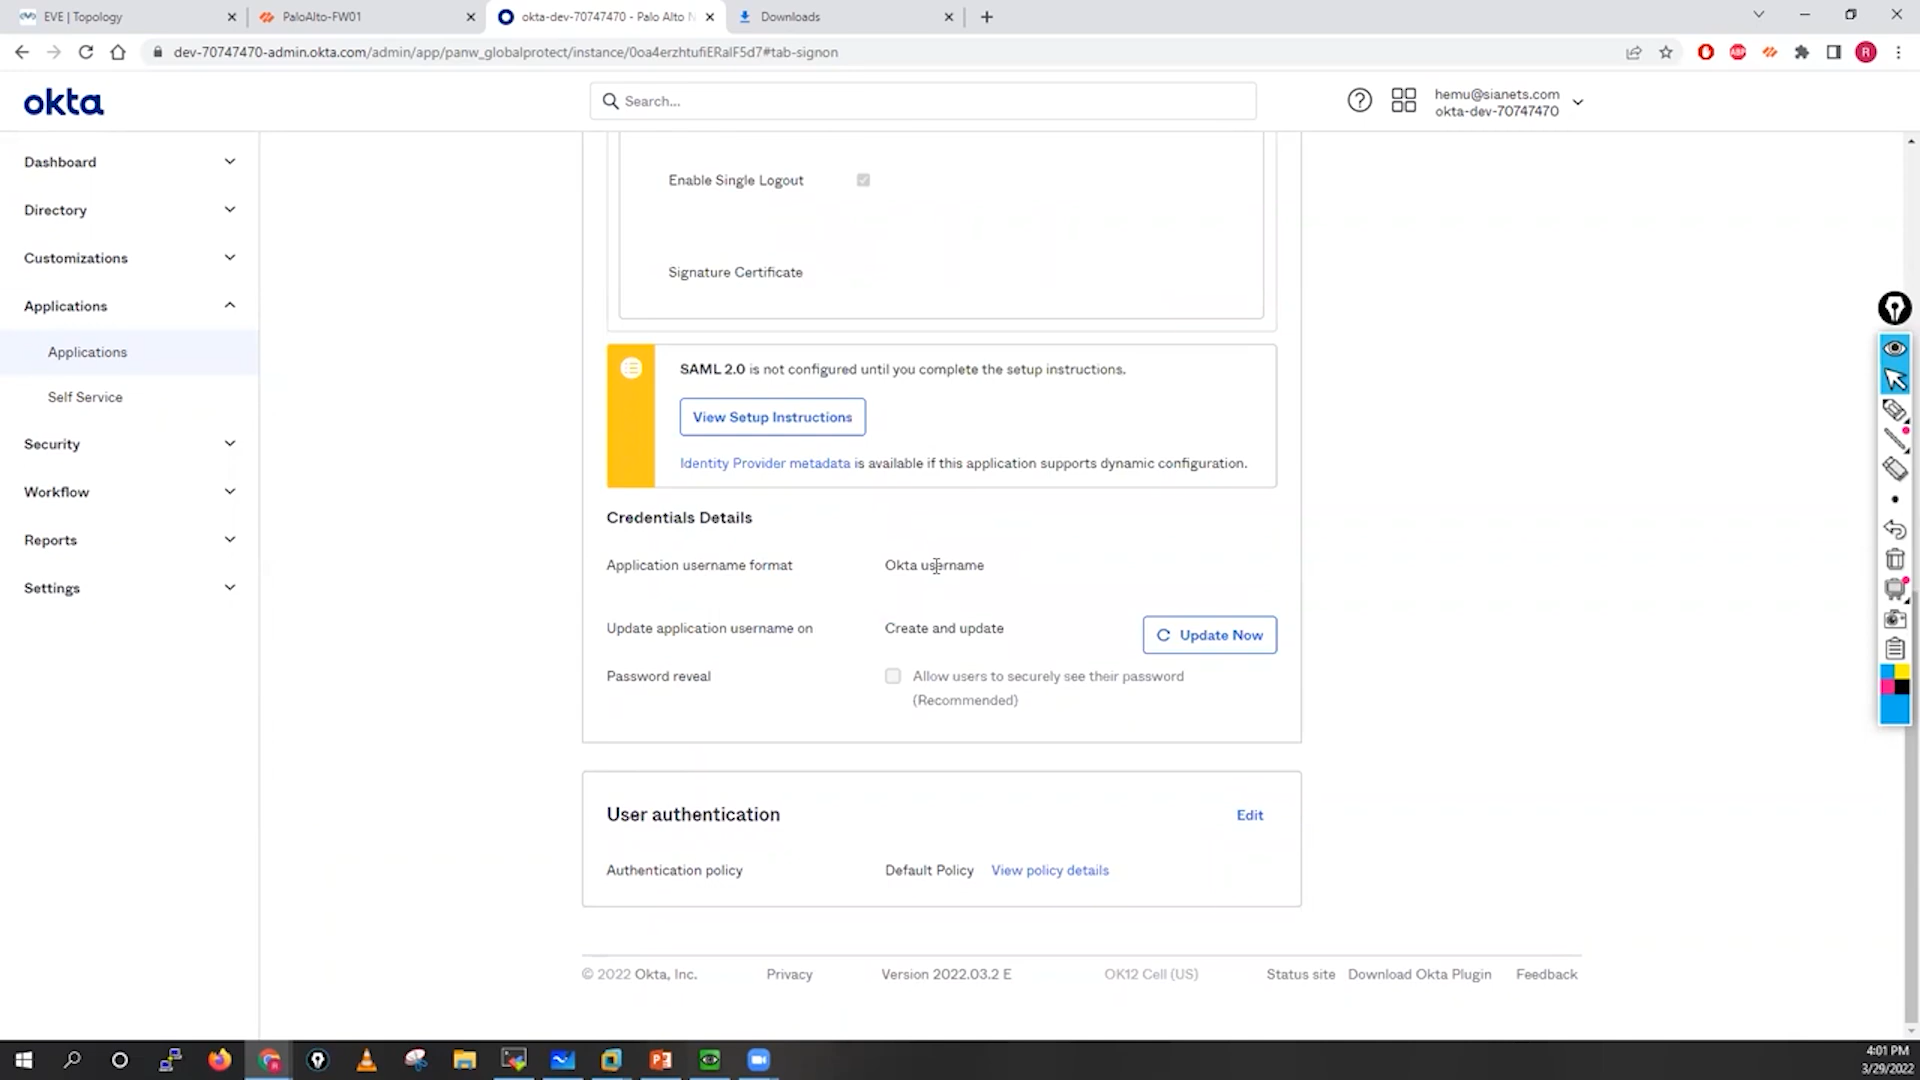 EVE | Topology
PaloAlto-FW01
okta-dev-70747470 - Palo Alto N
Downloads
dev-70747470-admin.okta.com/admin/app/panw_globalprotect/instance/0oa4erzhtufiERalF5d7#tab-signon
okta
Search...
hemu@sianets.com
okta-dev-70747470
Dashboard
Directory
Customizations
Applications
Applications
Self Service
Security
Workflow
Reports
Settings
Enable Single Logout
Signature Certificate
SAML 2.0 is not configured until you complete the setup instructions.
View Setup Instructions
Identity Provider metadata is available if this application supports dynamic configuration.
Credentials Details
Application username format Okta username
Update application username on Create and update Update Now
Password reveal Allow users to securely see their password
(Recommended)
User authentication Edit
Authentication policy Default Policy View policy details
© 2022 Okta, Inc. Privacy Version 2022.03.2 E OK12 Cell (US) Status site Download Okta Plugin Feedback
4:01 PM
3/29/2022